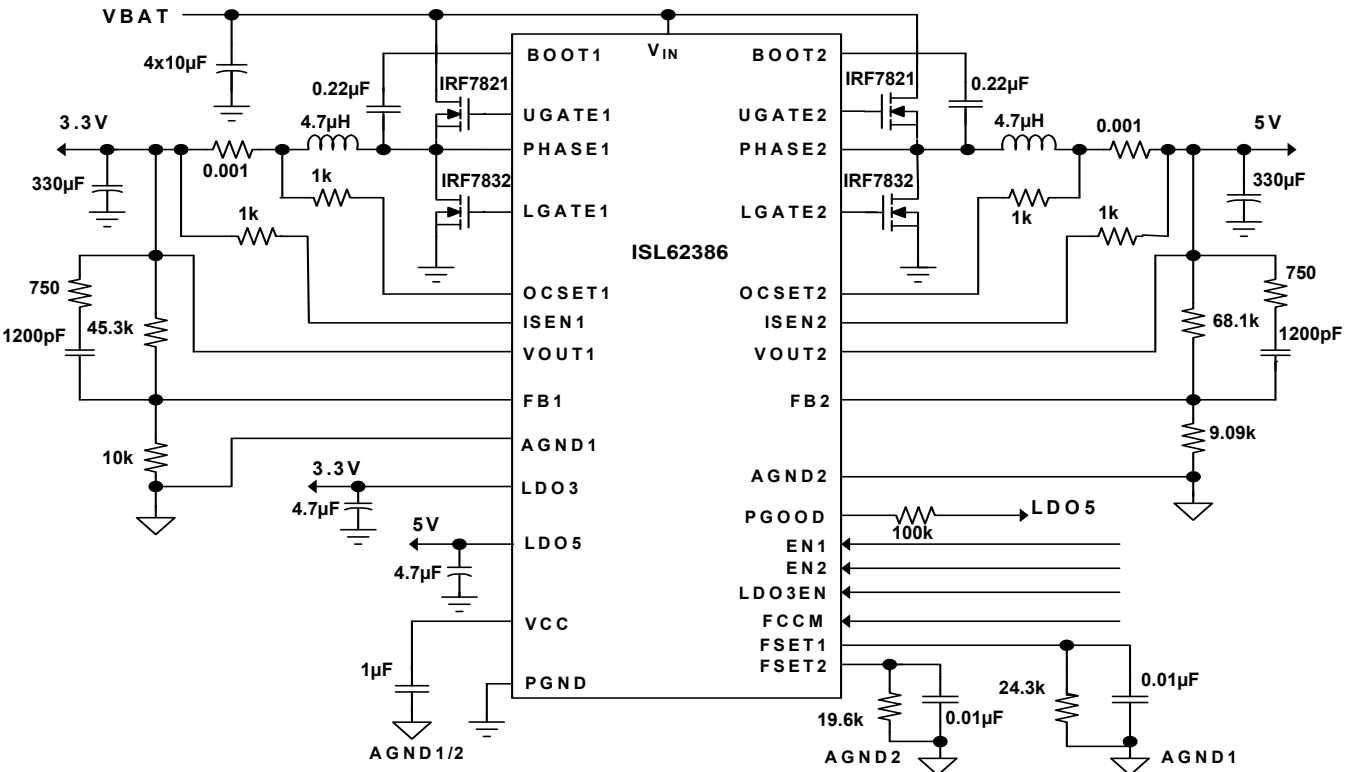 VBAT
4x10µF
0.22µF
IRF7821
3.3V
4.7µH
330µF
0.001
1k
IRF7832
1k
750
45.3k
1200pF
10k
3.3V
4.7µF
5V
4.7µF
1µF
AGND1/2
BOOT1
UGATE1
PHASE1
LGATE1
OCSET1
ISEN1
VOUT1
FB1
AGND1
LDO3
LDO5
VCC
PGND
VIN
ISL62386
BOOT2
UGATE2
PHASE2
LGATE2
OCSET2
ISEN2
VOUT2
FB2
AGND2
PGOOD
EN1
EN2
LDO3EN
FCCM
FSET1
FSET2
IRF7821
0.22µF
4.7µH
0.001
5V
IRF7832
1k
1k
330µF
750
68.1k
1200pF
9.09k
LDO5
100k
19.6k
0.01µF
AGND2
24.3k
0.01µF
AGND1